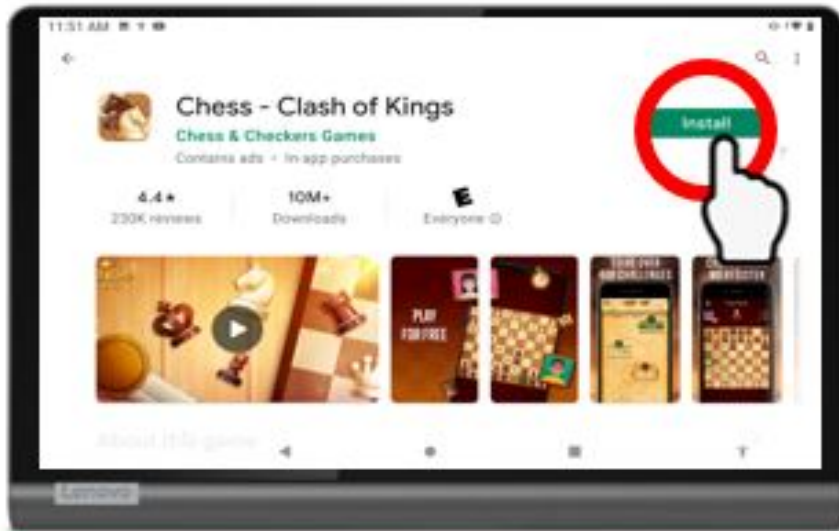 11:51 AM
Chess - Clash of Kings
Chess & Checkers Games
Contains ads • In-app purchases
Install
4.4★
10M+
E
230K reviews
Downloads
Everyone
PLAY
FOR FREE
About this game
Lenovo